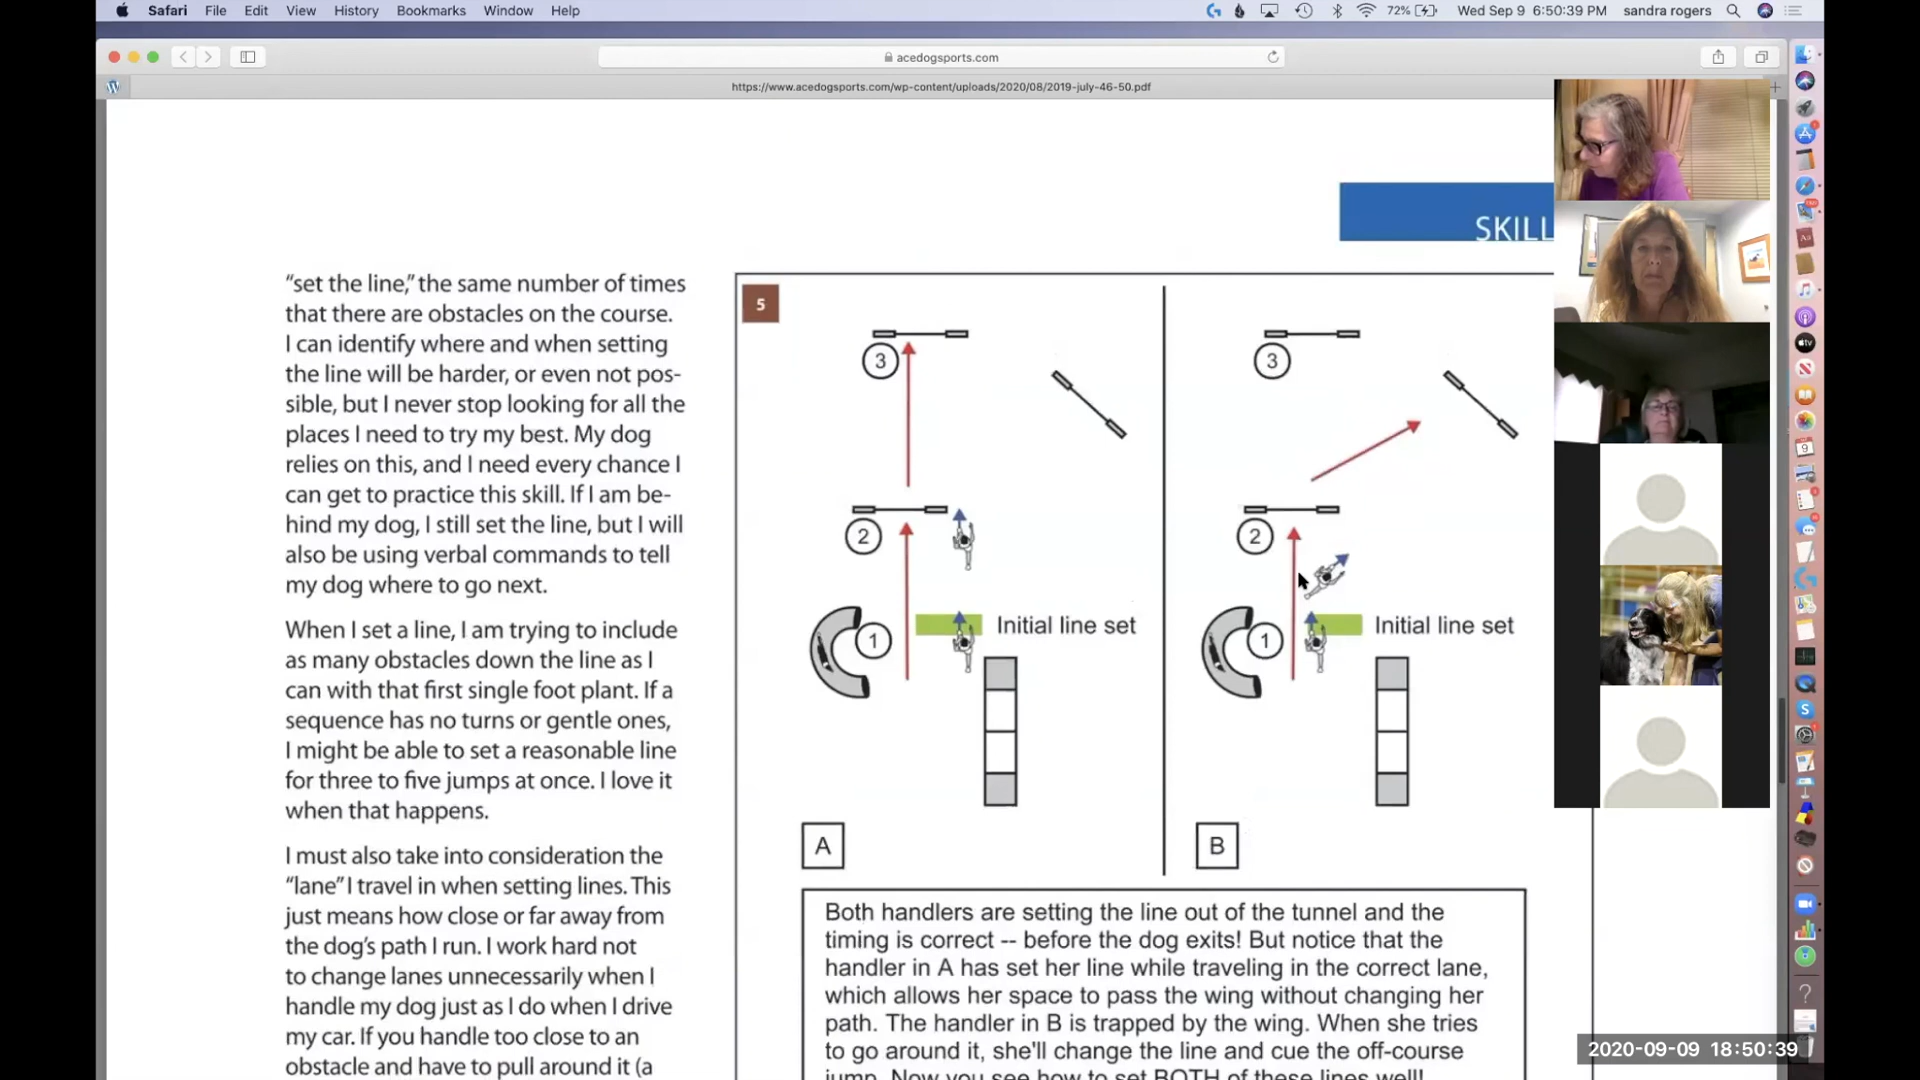 Safari File Edit View History Bookmarks Window Help
72% Wed Sep 9 6:50:39 PM sandra rogers
acedogsports.com
https://www.acedogsports.com/wp-content/uploads/2020/08/2019-july-46-50.pdf
SKILL
“set the line,” the same number of times
that there are obstacles on the course.
I can identify where and when setting
the line will be harder, or even not pos-
sible, but I never stop looking for all the
places I need to try my best. My dog
relies on this, and I need every chance I
can get to practice this skill. If I am be-
hind my dog, I still set the line, but I will
also be using verbal commands to tell
my dog where to go next.
When I set a line, I am trying to include
as many obstacles down the line as I
can with that first single foot plant. If a
sequence has no turns or gentle ones,
I might be able to set a reasonable line
for three to five jumps at once. I love it
when that happens.
I must also take into consideration the
“lane” I travel in when setting lines. This
just means how close or far away from
the dog’s path I run. I work hard not
to change lanes unnecessarily when I
handle my dog just as I do when I drive
my car. If you handle too close to an
obstacle and have to pull around it (a
5
3
2
1
Initial line set
A
3
2
1
Initial line set
B
Both handlers are setting the line out of the tunnel and the
timing is correct -- before the dog exits! But notice that the
handler in A has set her line while traveling in the correct lane,
which allows her space to pass the wing without changing her
path. The handler in B is trapped by the wing. When she tries
to go around it, she'll change the line and cue the off-course
jump. Now you see how to set BOTH of these lines well!
2020-09-09 18:50:39